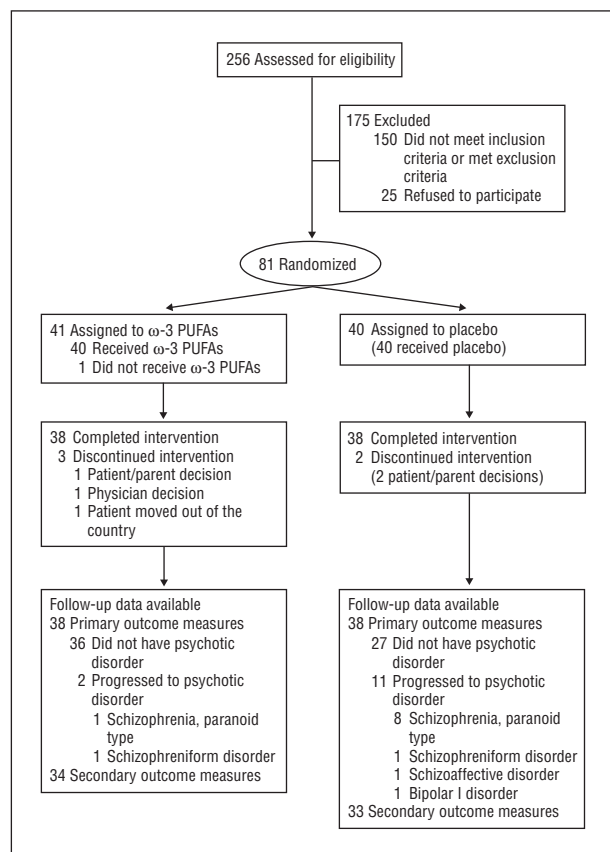 256 Assessed for eligibility
175 Excluded
150 Did not meet inclusion
criteria or met exclusion
criteria
25 Refused to participate
81 Randomized
41 Assigned to ω-3 PUFAs
40 Received ω-3 PUFAs
1 Did not receive ω-3 PUFAs
40 Assigned to placebo
(40 received placebo)
38 Completed intervention
3 Discontinued intervention
1 Patient/parent decision
1 Physician decision
1 Patient moved out of the
country
38 Completed intervention
2 Discontinued intervention
(2 patient/parent decisions)
Follow-up data available
38 Primary outcome measures
36 Did not have psychotic
disorder
2 Progressed to psychotic
disorder
1 Schizophrenia, paranoid
type
1 Schizophreniform disorder
34 Secondary outcome measures
Follow-up data available
38 Primary outcome measures
27 Did not have psychotic
disorder
11 Progressed to psychotic
disorder
8 Schizophrenia, paranoid
type
1 Schizophreniform disorder
1 Schizoaffective disorder
1 Bipolar I disorder
33 Secondary outcome measures